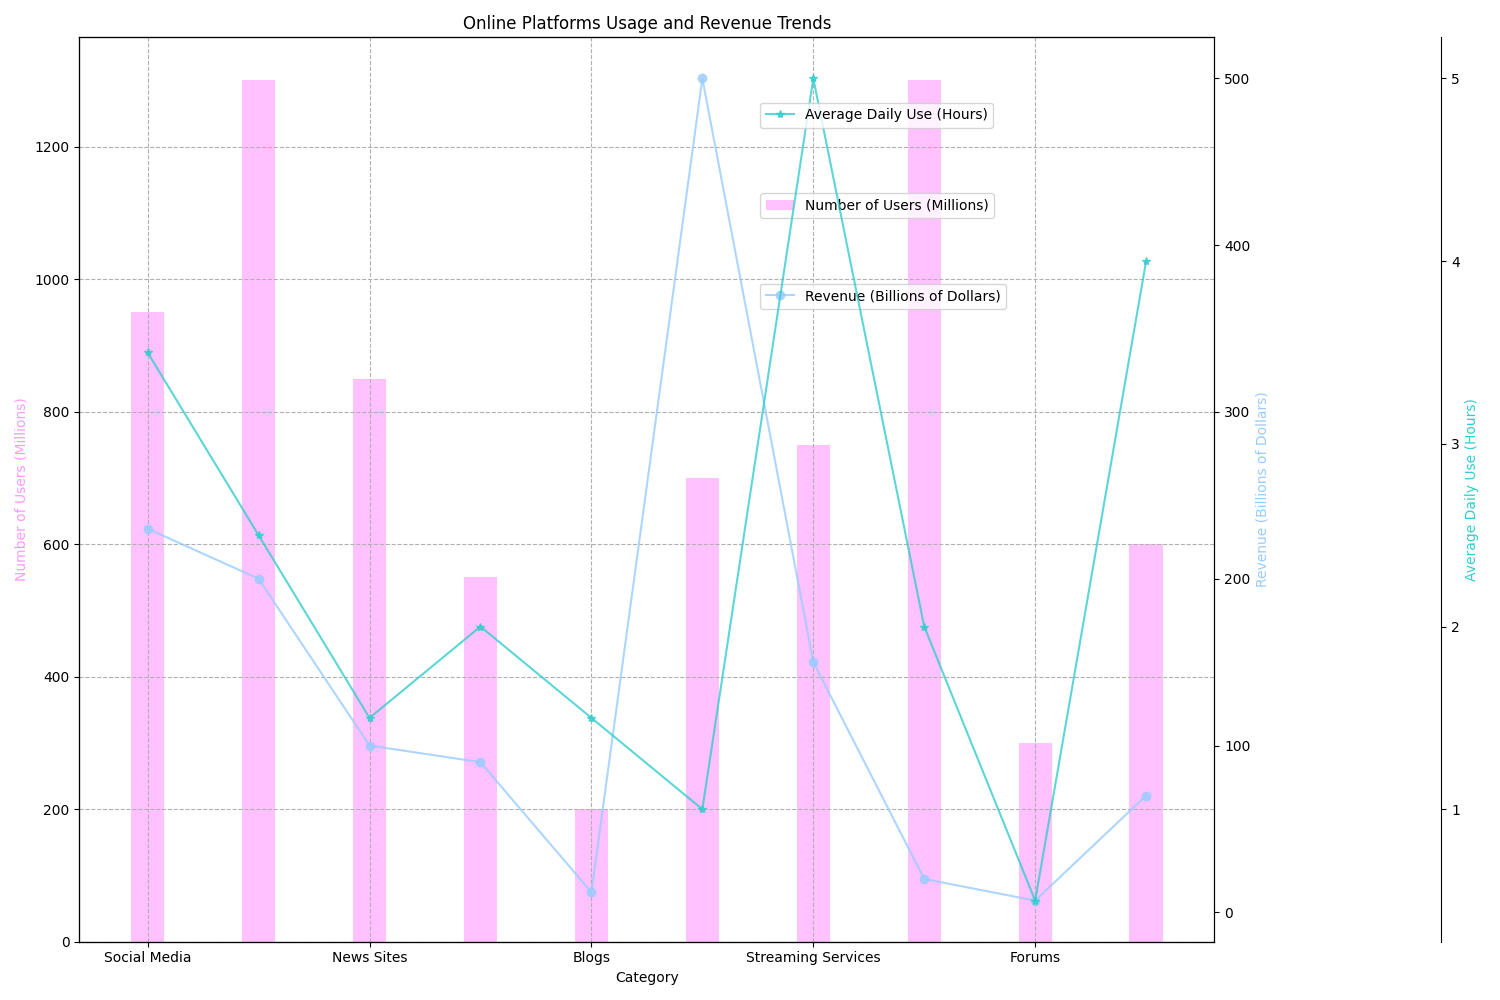 Online Platforms Usage and Revenue Trends
Number of Users (Millions)
1200
1000
800
600
400
200
0
Average Daily Use (Hours)
Number of Users (Millions)
Revenue (Billions of Dollars)
500
400
300
200
100
0
Revenue (Billions of Dollars)
5
4
3
2
1
Average Daily Use (Hours)
Social Media News Sites Blogs Streaming Services Forums
Category